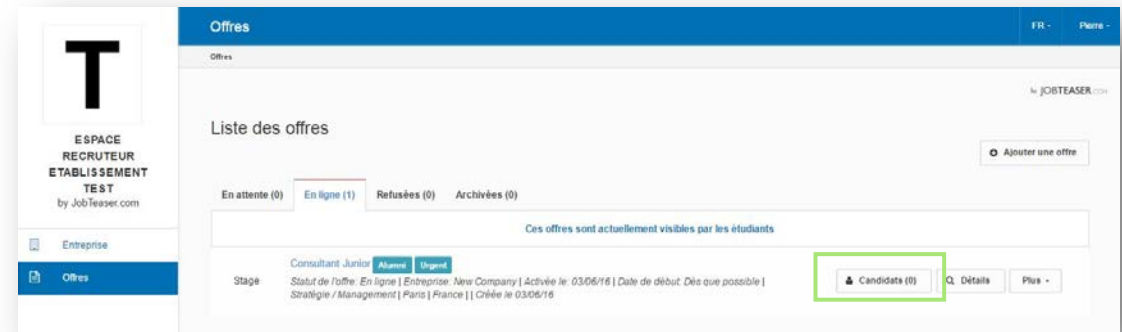 Offres
FR -
Pierre -
Offres
T
by JOBTEASER.COM
Liste des offres
ESPACE
RECRUTEUR
ETABLISSEMENT
TEST
by JobTeaser.com
Ajouter une offre
En attente (0)
En ligne (1)
Refusées (0)
Archivées (0)
Ces offres sont actuellement visibles par les étudiants
Entreprise
Offres
Stage
Consultant Junior Alumni Urgent
Statut de l'offre: En ligne | Entreprise: New Company | Activée le: 03/06/16 | Date de début: Dès que possible |
Stratégie / Management | Paris | France | | Créée le 03/06/16
Candidats (0)
Détails
Plus -